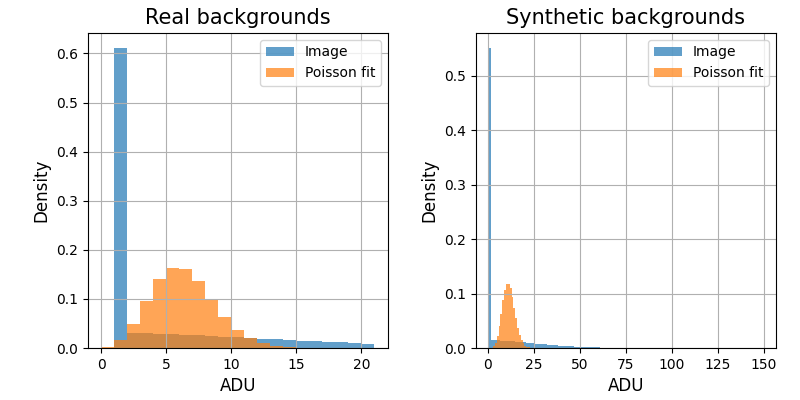 Real backgrounds
Image
Poisson fit
0.6
0.5
0.4
0.3
0.2
0.1
0.0
Density
0
5
10
15
20
ADU
Synthetic backgrounds
Image
Poisson fit
0.5
0.4
0.3
0.2
0.1
0.0
Density
0
25
50
75
100
125
150
ADU